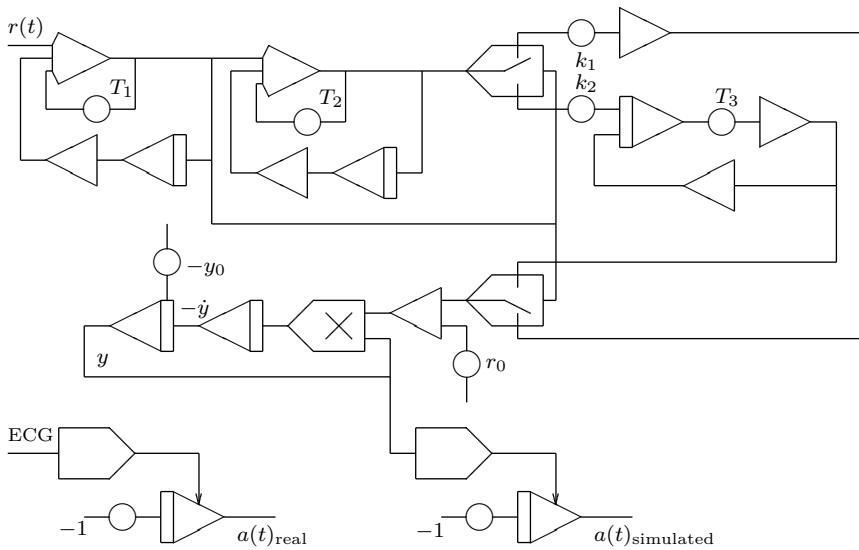 r(t)
T₁
T₂
k₁
k₂
T₃
−y₀
−ẏ
y
r₀
ECG
−1
a(t)real
−1
a(t)simulated